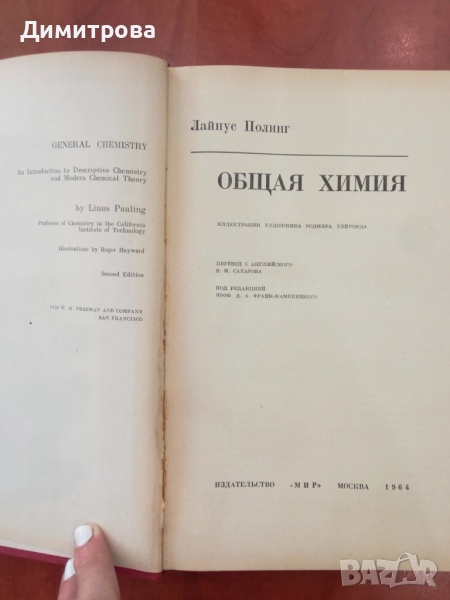 Димитрова
GENERAL CHEMISTRY
An Introduction to Descriptive Chemistry
and Modern Chemical Theory
by Linus Pauling
Professor of Chemistry in the California
Institute of Technology
Illustrations by Roger Hayward
Second Edition
W. H. FREEMAN AND COMPANY
SAN FRANCISCO
Лайнус Полинг
ОБЩАЯ ХИМИЯ
ИЛЛЮСТРАЦИИ ХУДОЖНИКА РОДЖЕРА ХЕЙУОРДА
ПЕРЕВОД С АНГЛИЙСКОГО
В. М. САХАРОВА
ПОД РЕДАКЦИЕЙ
ПРОФ. Д. А. ФРАНК-КАМЕНЕЦКОГО
ИЗДАТЕЛЬСТВО «МИР» МОСКВА 1964
BAZAR